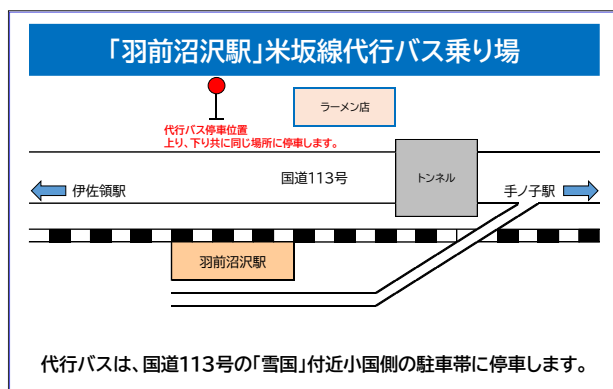 「羽前沼沢駅」米坂線代行バス乗り場
ラーメン店
代行バス停車位置
上り、下り共に同じ場所に停車します。
国道113号
トンネル
伊佐領駅
手ノ子駅
羽前沼沢駅
代行バスは、国道113号の「雪国」付近小国側の駐車帯に停車します。